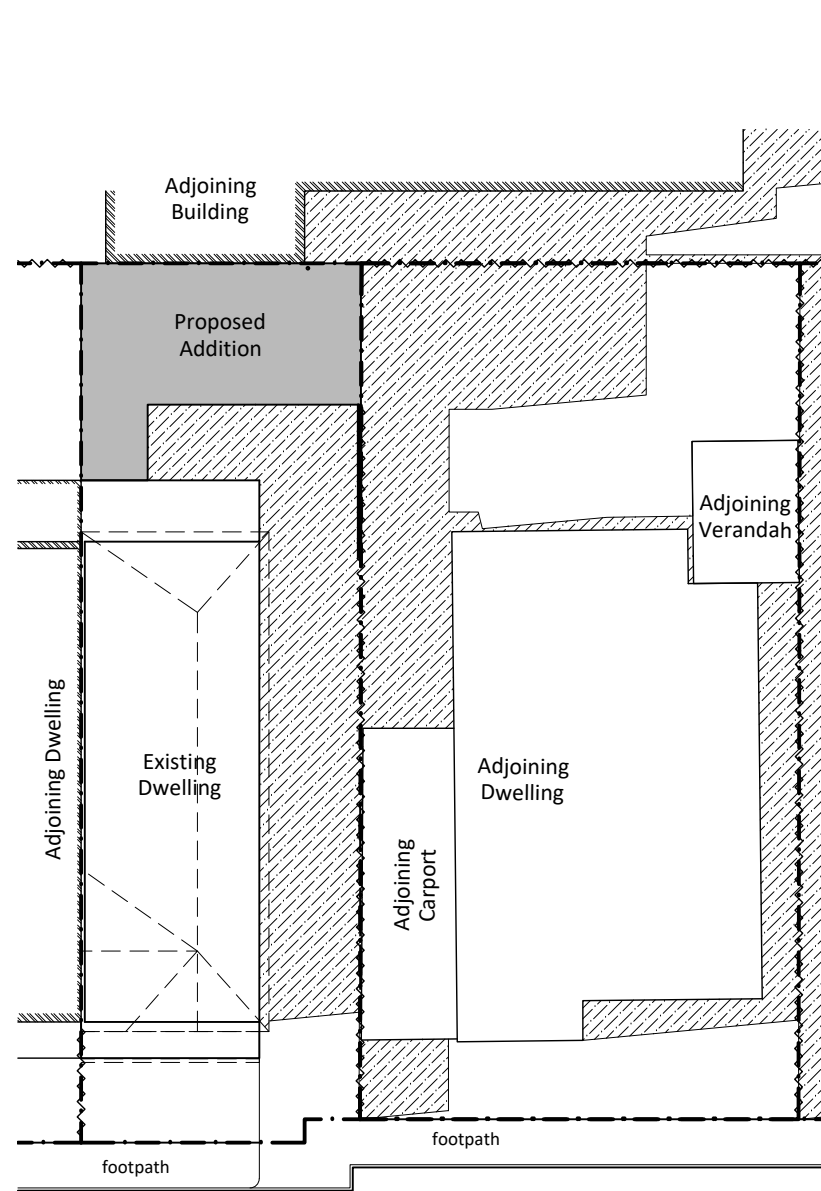 Adjoining
Building
Proposed
Addition
Adjoining
Verandah
Adjoining Dwelling
Existing
Dwelling
Adjoining
Dwelling
Adjoining
Carport
footpath
footpath